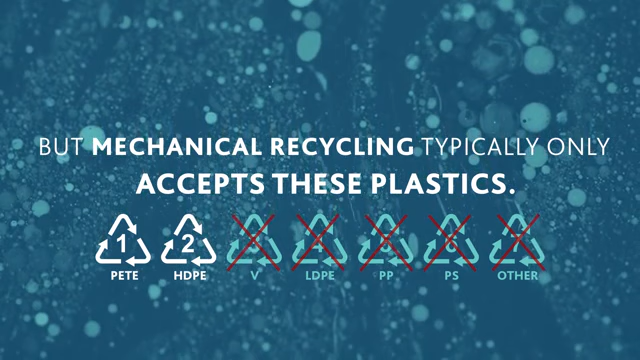 BUT MECHANICAL RECYCLING TYPICALLY ONLY
ACCEPTS THESE PLASTICS.
1 2
PETE HDPE V LDPE PP PS OTHER